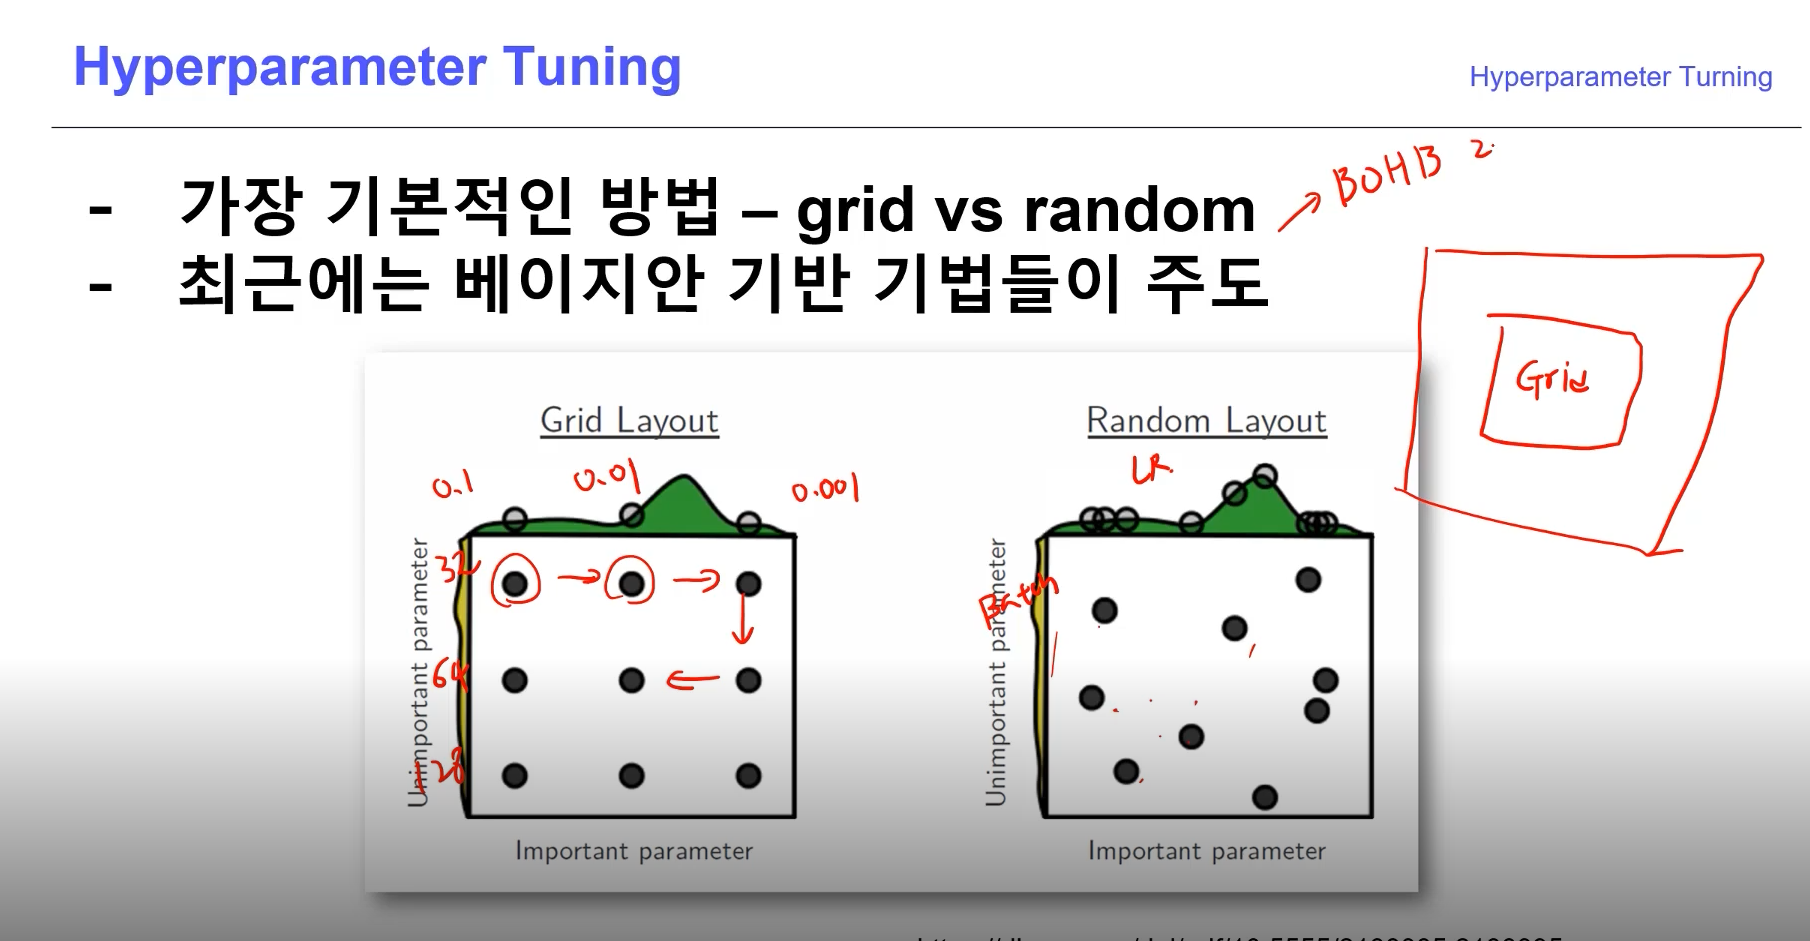 Hyperparameter Tuning
Hyperparameter Turning
- 가장 기본적인 방법 – grid vs random
BOHB 2
- 최근에는 베이지안 기반 기법들이 주도
Grid
Grid Layout
Random Layout
0.1 0.01 0.001
LR.
32
64
128
Batch
Unimportant parameter
Unimportant parameter
Important parameter
Important parameter